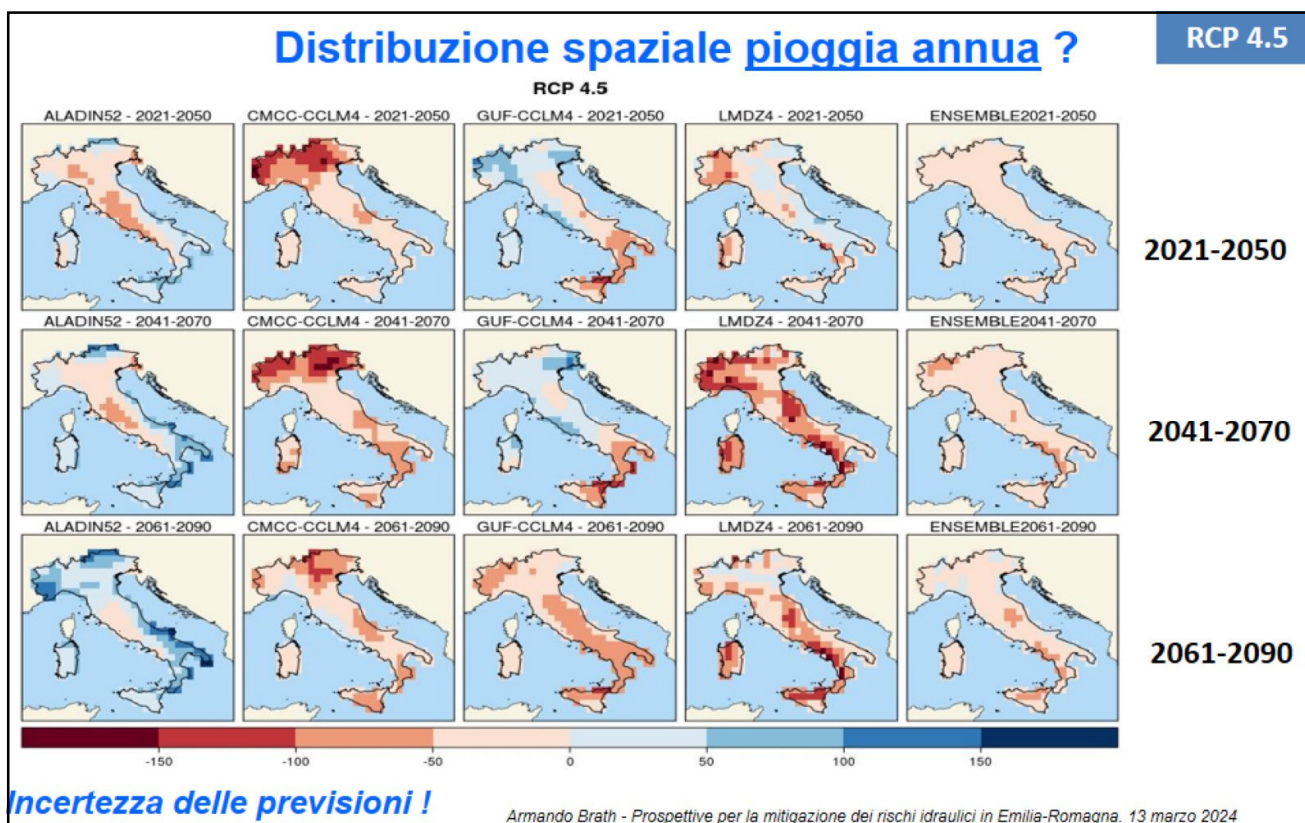 Distribuzione spaziale pioggia annua ?
RCP 4.5
RCP 4.5
ALADIN52 - 2021-2050
CMCC-CCLM4 - 2021-2050
GUF-CCLM4 - 2021-2050
LMDZ4 - 2021-2050
ENSEMBLE2021-2050
2021-2050
ALADIN52 - 2041-2070
CMCC-CCLM4 - 2041-2070
GUF-CCLM4 - 2041-2070
LMDZ4 - 2041-2070
ENSEMBLE2041-2070
2041-2070
ALADIN52 - 2061-2090
CMCC-CCLM4 - 2061-2090
GUF-CCLM4 - 2061-2090
LMDZ4 - 2061-2090
ENSEMBLE2061-2090
2061-2090
-150 -100 -50 0 50 100 150
Incertezza delle previsioni !
Armando Brath - Prospettive per la mitigazione dei rischi idraulici in Emilia-Romagna, 13 marzo 2024